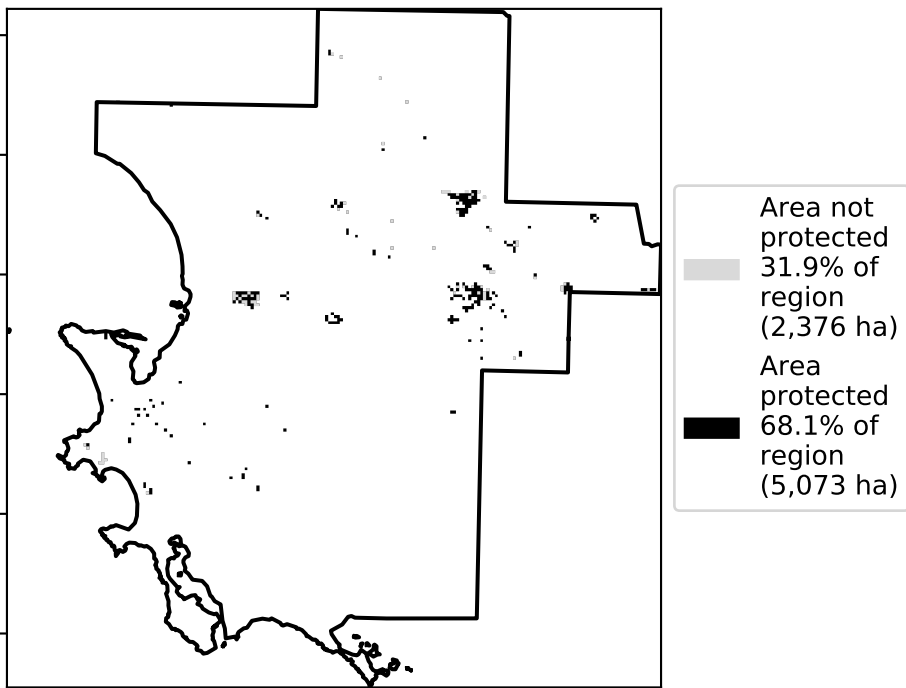 Area not
protected
31.9% of
region
(2,376 ha)
Area
protected
68.1% of
region
(5,073 ha)